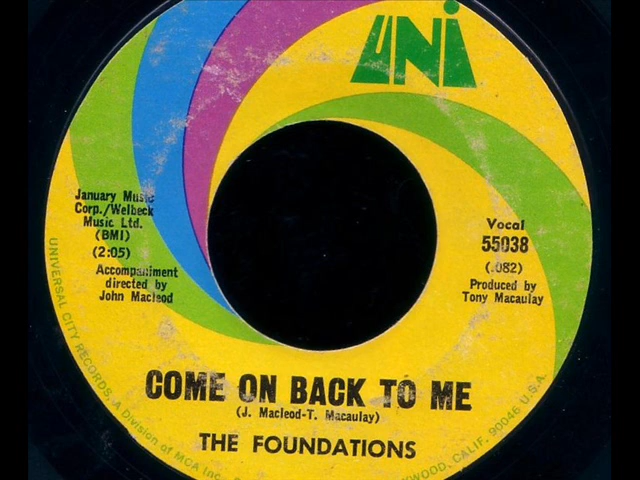 UNI
January Music
Corp./Welbeck
Music Ltd.
(BMI)
(2:05)
Accompaniment
directed by
John Macleod
Vocal
55038
(.082)
Produced by
Tony Macaulay
COME ON BACK TO ME
(J. Macleod-T. Macaulay)
THE FOUNDATIONS
UNIVERSAL CITY RECORDS, A Division of MCA Inc. CALIF. 90046 U.S.A.